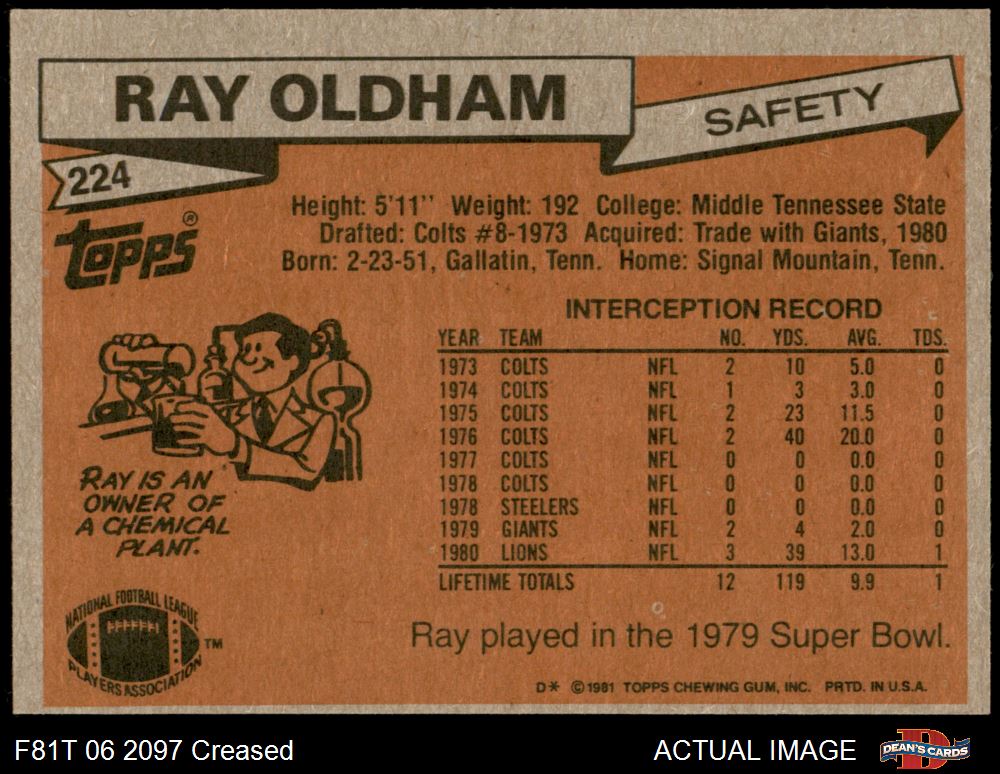 RAY OLDHAM
SAFETY
224
topps®
Height: 5'11'' Weight: 192 College: Middle Tennessee State
Drafted: Colts #8-1973 Acquired: Trade with Giants, 1980
Born: 2-23-51, Gallatin, Tenn. Home: Signal Mountain, Tenn.
INTERCEPTION RECORD
YEAR TEAM NO. YDS. AVG. TDS.
1973 COLTS NFL 2 10 5.0 0
1974 COLTS NFL 1 3 3.0 0
1975 COLTS NFL 2 23 11.5 0
1976 COLTS NFL 2 40 20.0 0
1977 COLTS NFL 0 0 0.0 0
1978 COLTS NFL 0 0 0.0 0
1978 STEELERS NFL 0 0 0.0 0
1979 GIANTS NFL 2 4 2.0 0
1980 LIONS NFL 3 39 13.0 1
LIFETIME TOTALS 12 119 9.9 1
RAY IS AN
OWNER OF
A CHEMICAL
PLANT.
NATIONAL FOOTBALL LEAGUE
PLAYERS ASSOCIATION
TM
Ray played in the 1979 Super Bowl.
D* © 1981 TOPPS CHEWING GUM, INC. PRTD. IN U.S.A.
F81T 06 2097 Creased
ACTUAL IMAGE
DEAN'S CARDS